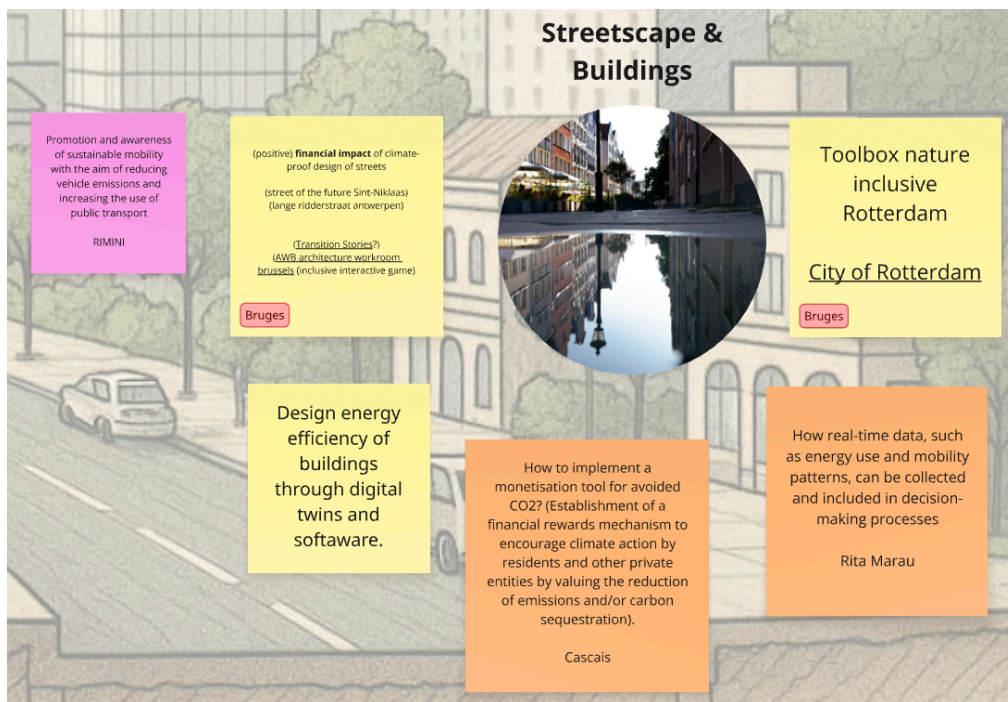 Streetscape &
Buildings
Promotion and awareness
of sustainable mobility
with the aim of reducing
vehicle emissions and
increasing the use of
public transport
RIMINI
(positive) financial impact of climate-
proof design of streets
(street of the future Sint-Niklaas)
(lange ridderstraat antwerpen)
(Transition Stories?)
(AWB architecture workroom
brussels (inclusive interactive game)
Bruges
Toolbox nature
inclusive
Rotterdam
City of Rotterdam
Bruges
Design energy
efficiency of
buildings
through digital
twins and
softaware.
How to implement a
monetisation tool for avoided
CO2? (Establishment of a
financial rewards mechanism to
encourage climate action by
residents and other private
entities by valuing the reduction
of emissions and/or carbon
sequestration).
Cascais
How real-time data, such
as energy use and mobility
patterns, can be collected
and included in decision-
making processes
Rita Marau